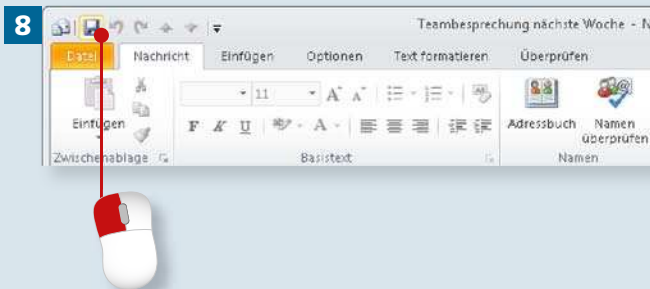 8
Teambesprechung nächste Woche - N
Datei Nachricht Einfügen Optionen Text formatieren Überprüfen
11
Einfügen F K U A Adressbuch Namen
überprüfen
Zwischenablage Basistext Namen